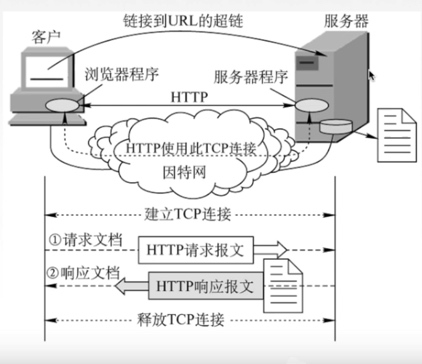 链接到URL的超链
客户
服务器
浏览器程序
服务器程序
HTTP
HTTP使用此TCP连接
因特网
建立TCP连接
①请求文档
HTTP请求报文
②响应文档
HTTP响应报文
释放TCP连接